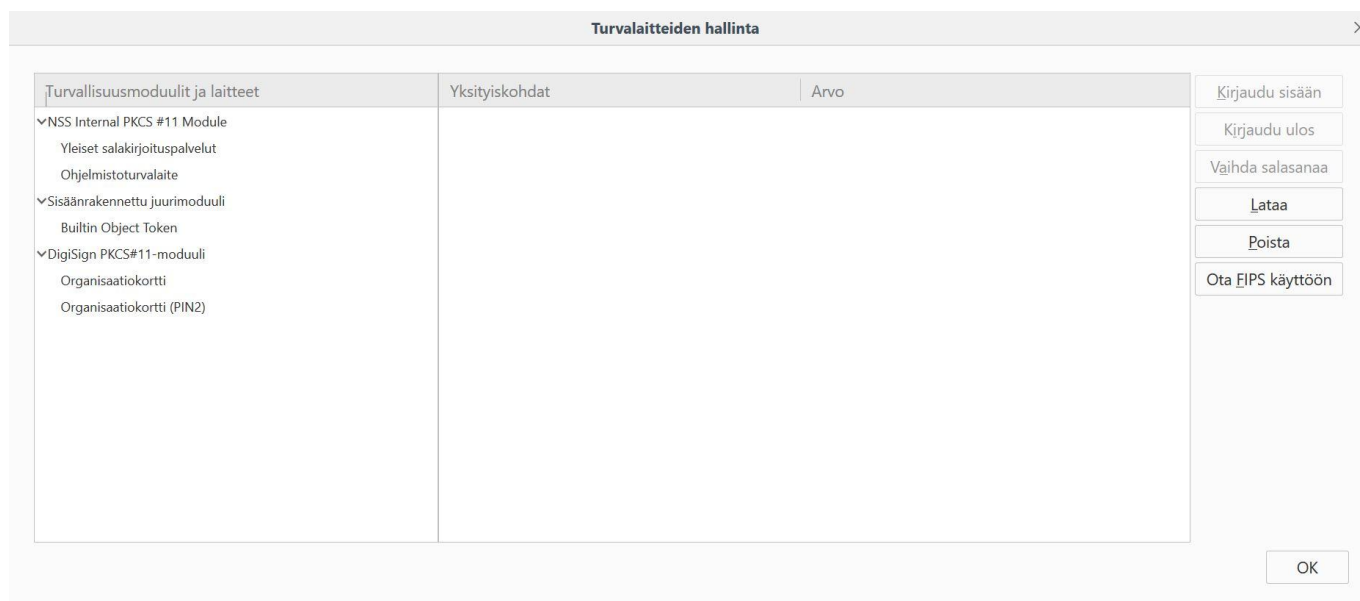 Turvalaitteiden hallinta
Turvallisuusmoduulit ja laitteet
Yksityiskohdat
Arvo
NSS Internal PKCS #11 Module
Yleiset salakirjoituspalvelut
Ohjelmistoturvalaite
Sisäänrakennettu juurimoduuli
Builtin Object Token
DigiSign PKCS#11-moduuli
Organisaatiokortti
Organisaatiokortti (PIN2)
Kirjaudu sisään
Kirjaudu ulos
Vaihda salasanaa
Lataa
Poista
Ota FIPS käyttöön
OK